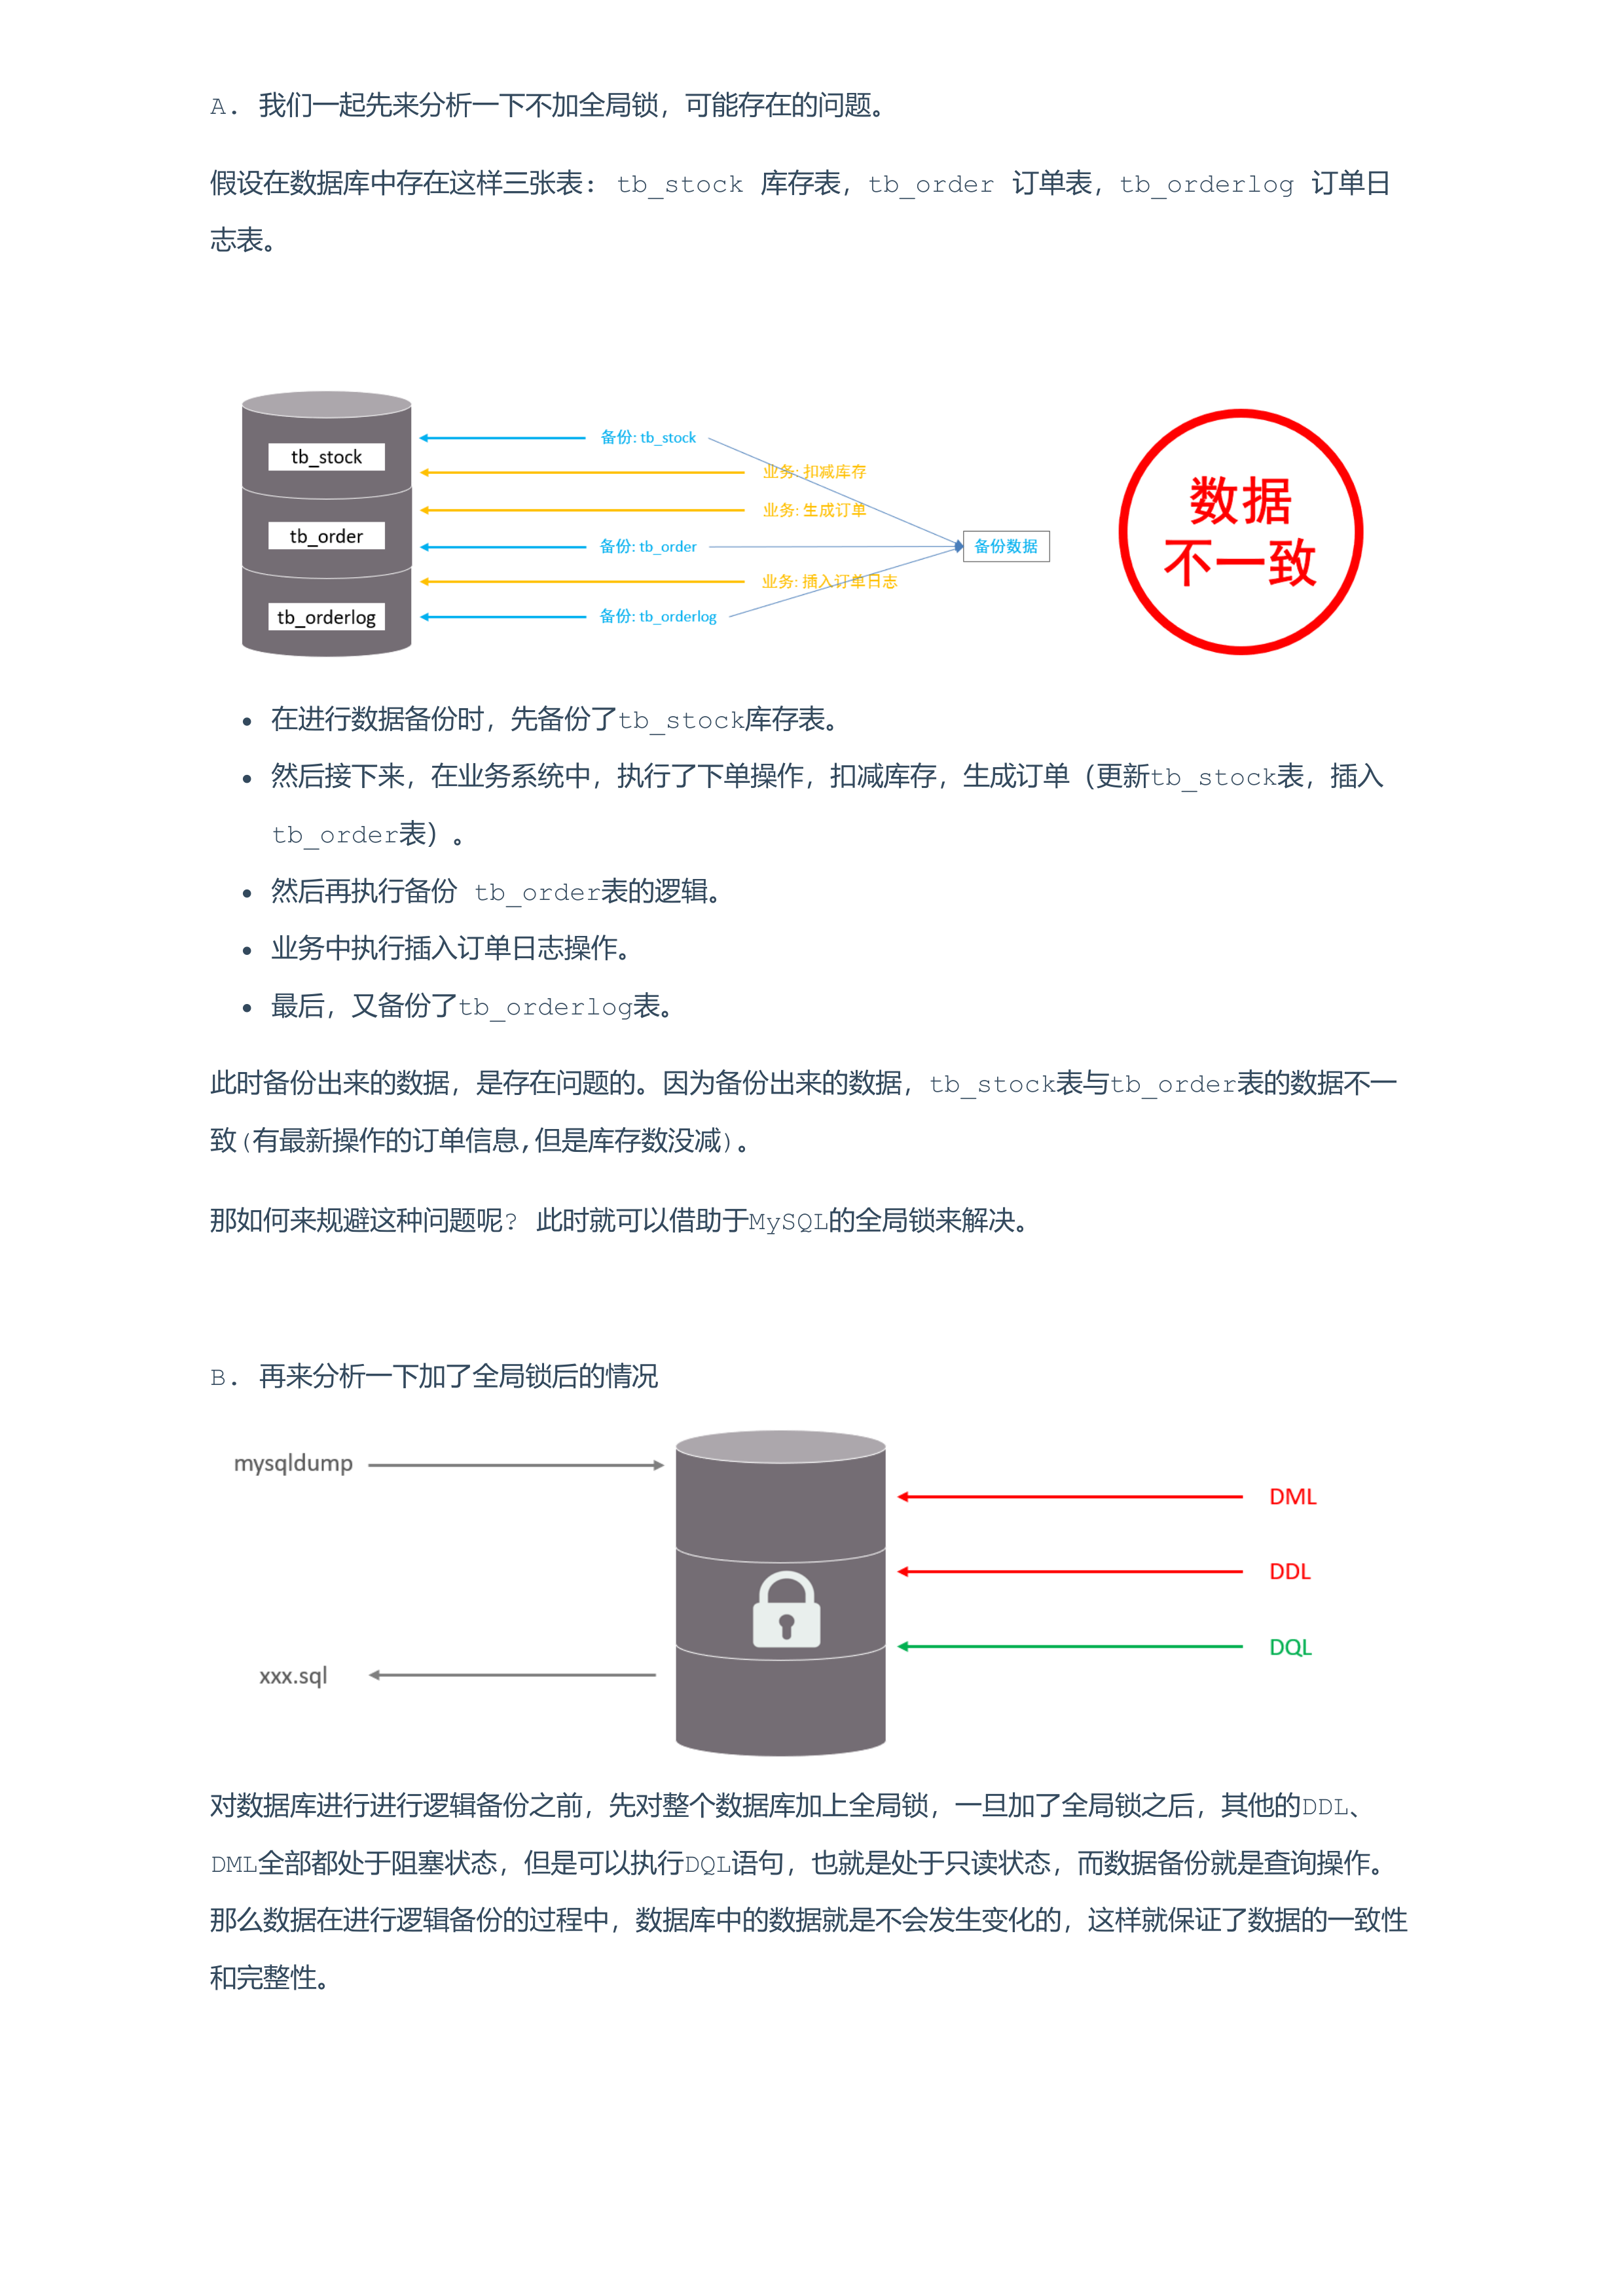 A. 我们一起先来分析一下不加全局锁，可能存在的问题。
假设在数据库中存在这样三张表: tb_stock 库存表，tb_order 订单表，tb_orderlog 订单日
志表。
tb_stock
tb_order
tb_orderlog
备份: tb_stock
业务: 扣减库存
业务: 生成订单
备份: tb_order
业务: 插入订单日志
备份: tb_orderlog
备份数据
数据
不一致
• 在进行数据备份时，先备份了tb_stock库存表。
• 然后接下来，在业务系统中，执行了下单操作，扣减库存，生成订单（更新tb_stock表，插入
tb_order表）。
• 然后再执行备份 tb_order表的逻辑。
• 业务中执行插入订单日志操作。
• 最后，又备份了tb_orderlog表。
此时备份出来的数据，是存在问题的。因为备份出来的数据，tb_stock表与tb_order表的数据不一
致(有最新操作的订单信息,但是库存数没减)。
那如何来规避这种问题呢? 此时就可以借助于MySQL的全局锁来解决。
B. 再来分析一下加了全局锁后的情况
mysqldump
xxx.sql
DML
DDL
DQL
对数据库进行进行逻辑备份之前，先对整个数据库加上全局锁，一旦加了全局锁之后，其他的DDL、
DML全部都处于阻塞状态，但是可以执行DQL语句，也就是处于只读状态，而数据备份就是查询操作。
那么数据在进行逻辑备份的过程中，数据库中的数据就是不会发生变化的，这样就保证了数据的一致性
和完整性。